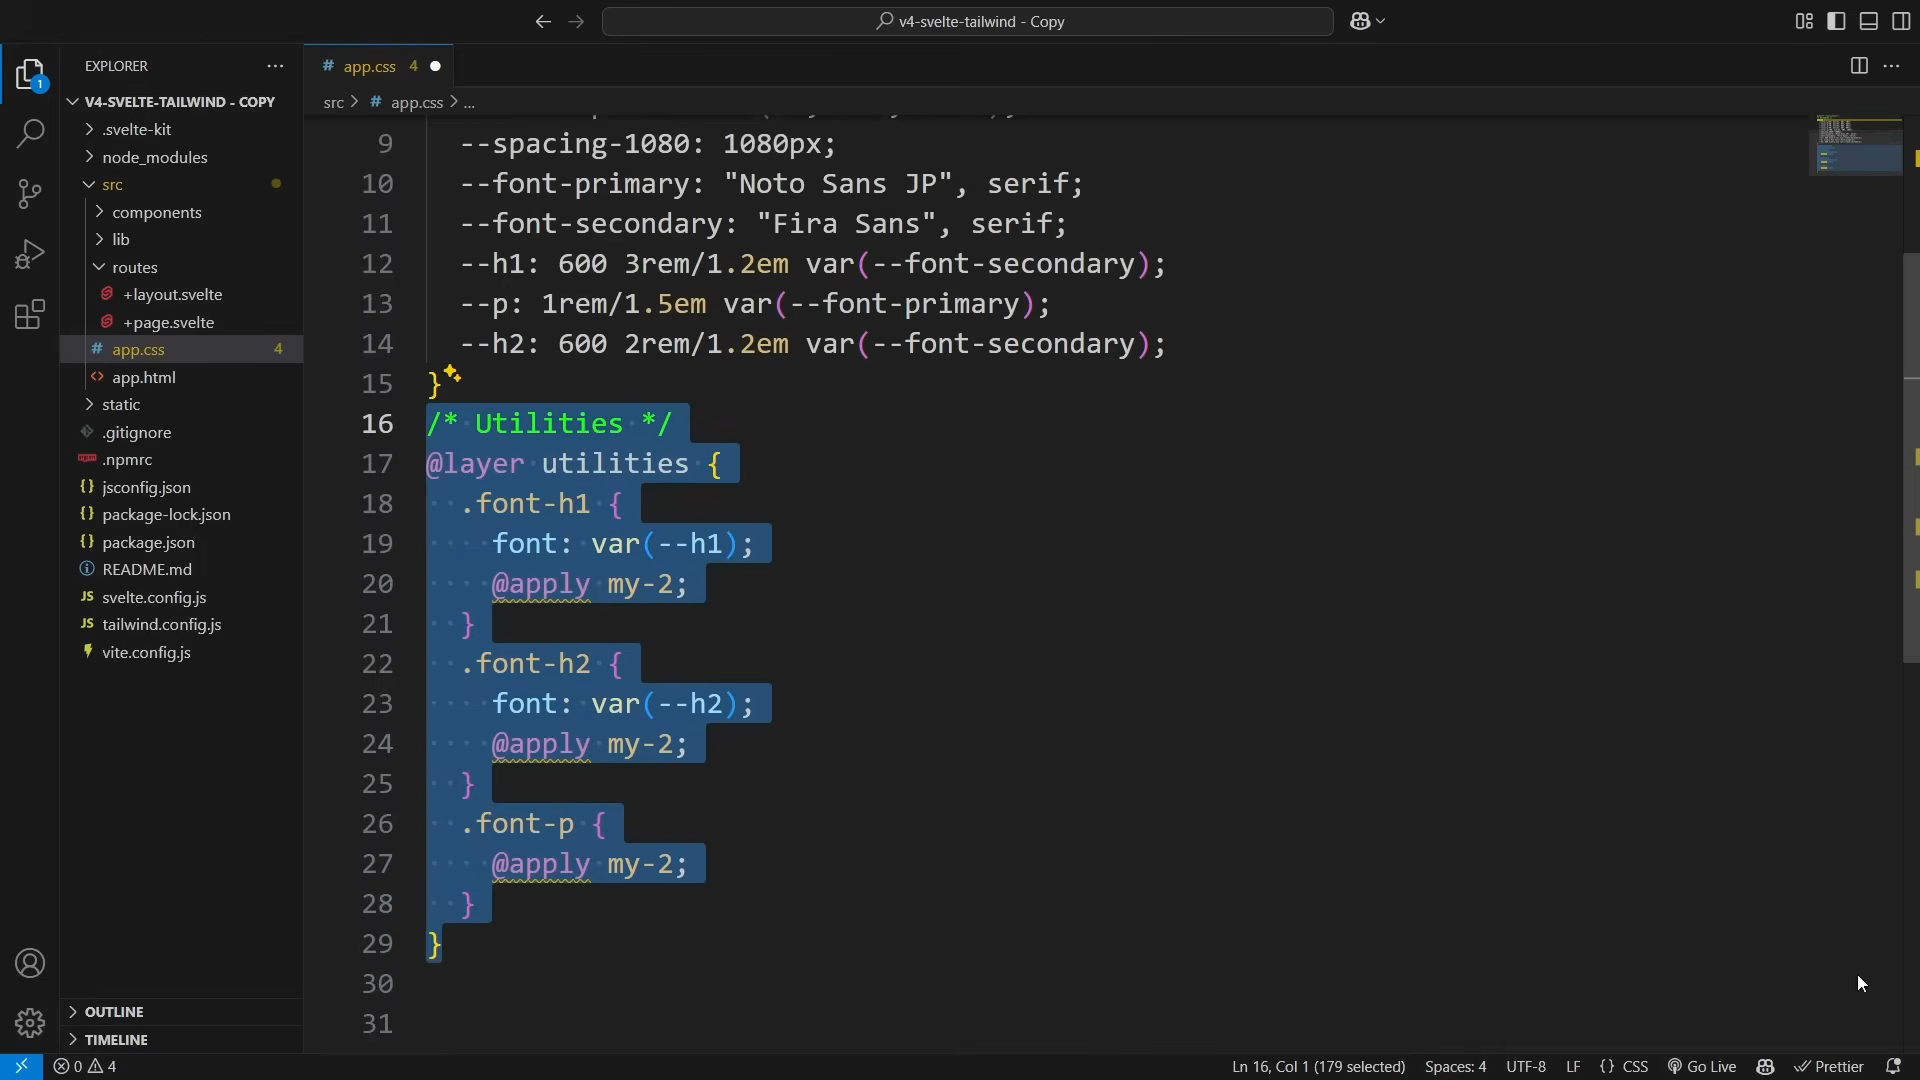 v4-svelte-tailwind - Copy
EXPLORER
1
V4-SVELTE-TAILWIND - COPY
.svelte-kit
node_modules
src
components
lib
routes
+layout.svelte
+page.svelte
# app.css 4
<> app.html
static
.gitignore
npm .npmrc
{} jsconfig.json
{} package-lock.json
{} package.json
README.md
JS svelte.config.js
JS tailwind.config.js
vite.config.js
OUTLINE
TIMELINE
# app.css 4
src > # app.css > ...
9 --spacing-1080: 1080px;
10 --font-primary: "Noto Sans JP", serif;
11 --font-secondary: "Fira Sans", serif;
12 --h1: 600 3rem/1.2em var(--font-secondary);
13 --p: 1rem/1.5em var(--font-primary);
14 --h2: 600 2rem/1.2em var(--font-secondary);
15 }
16 /* Utilities */
17 @layer utilities {
18 .font-h1 {
19 font: var(--h1);
20 @apply my-2;
21 }
22 .font-h2 {
23 font: var(--h2);
24 @apply my-2;
25 }
26 .font-p {
27 @apply my-2;
28 }
29 }
30
31
0 4
Ln 16, Col 1 (179 selected) Spaces: 4 UTF-8 LF {} CSS Go Live Prettier